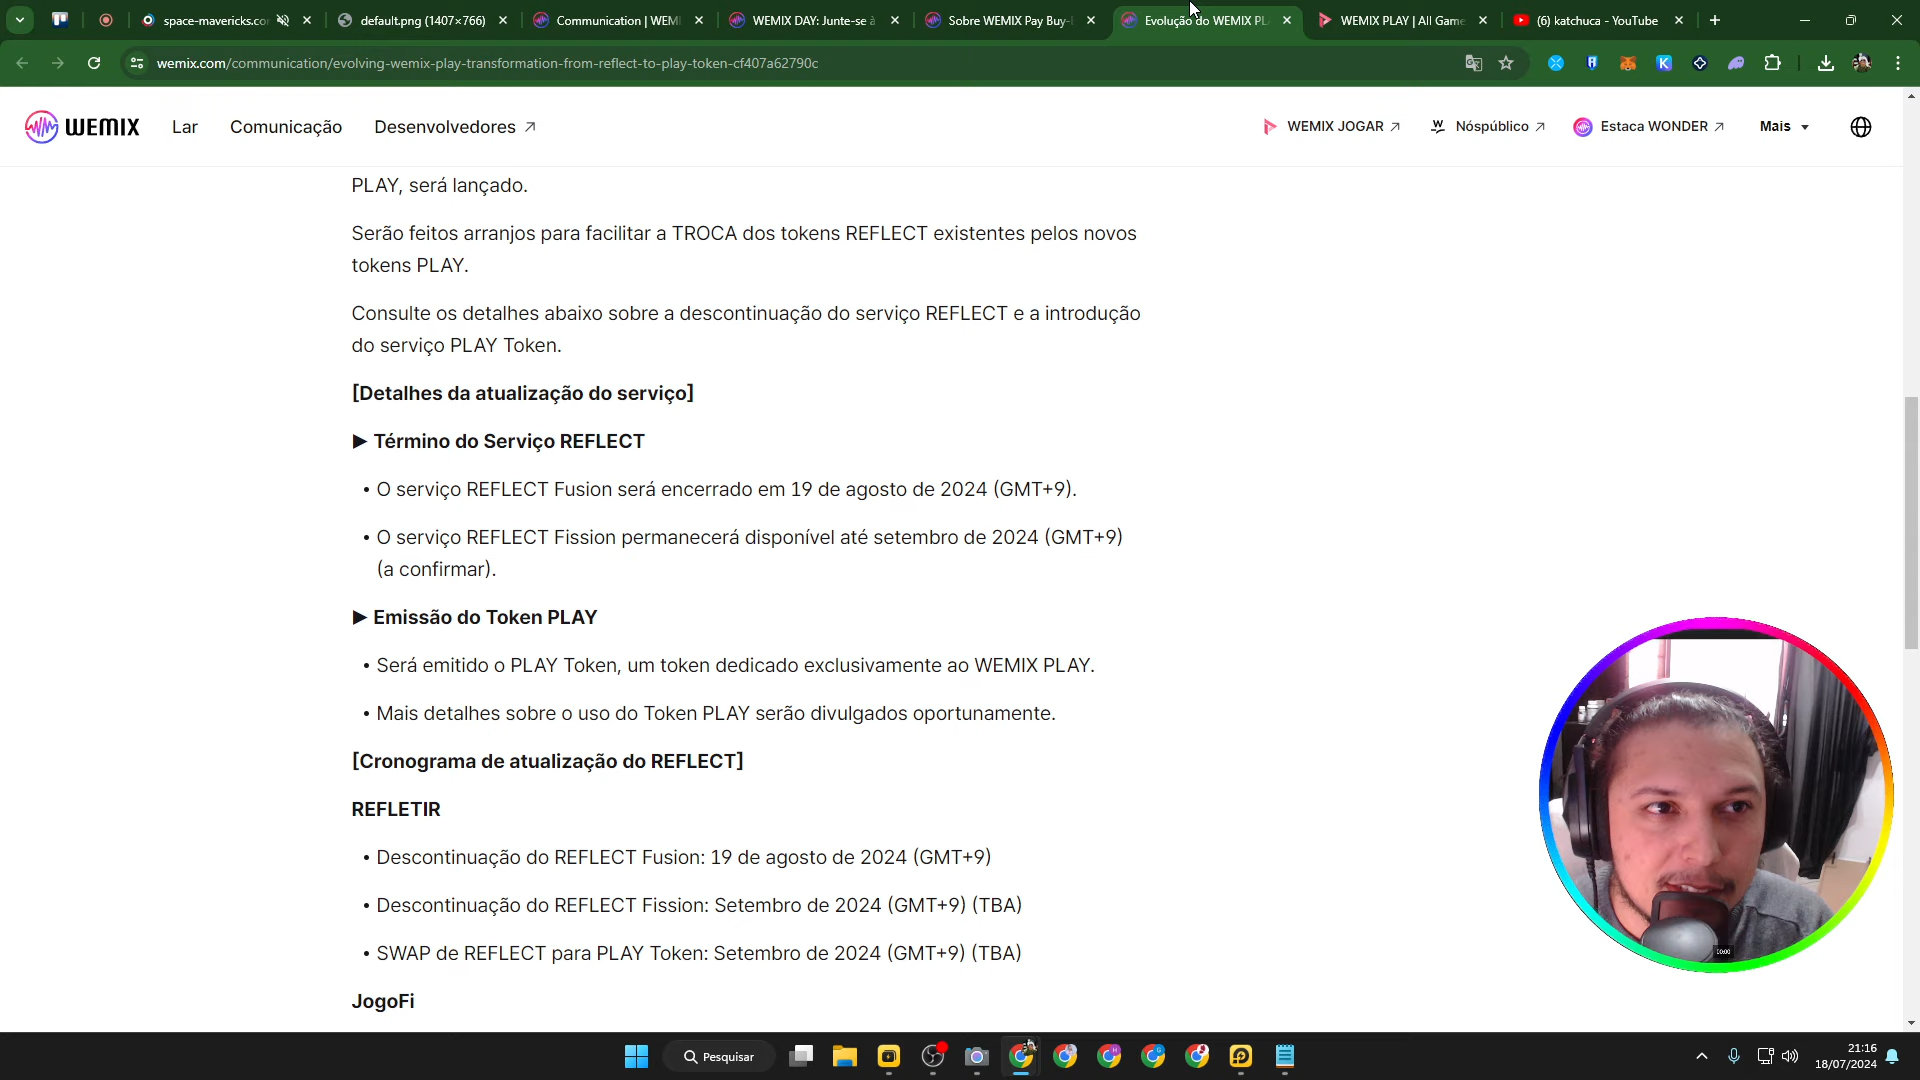 space-mavericks.co
default.png (1407×766)
Communication | WEMI
WEMIX DAY: Junte-se à
Sobre WEMIX Pay Buy-
Evolução do WEMIX PL
WEMIX PLAY | All Game
(6) katchuca - YouTube
wemix.com/communication/evolving-wemix-play-transformation-from-reflect-to-play-token-cf407a62790c
WEMIX
Lar
Comunicação
Desenvolvedores ↗
WEMIX JOGAR ↗
Nóspúblico ↗
Estaca WONDER ↗
Mais
PLAY, será lançado.
Serão feitos arranjos para facilitar a TROCA dos tokens REFLECT existentes pelos novos
tokens PLAY.
Consulte os detalhes abaixo sobre a descontinuação do serviço REFLECT e a introdução
do serviço PLAY Token.
[Detalhes da atualização do serviço]
▶ Término do Serviço REFLECT
• O serviço REFLECT Fusion será encerrado em 19 de agosto de 2024 (GMT+9).
• O serviço REFLECT Fission permanecerá disponível até setembro de 2024 (GMT+9)
(a confirmar).
▶ Emissão do Token PLAY
• Será emitido o PLAY Token, um token dedicado exclusivamente ao WEMIX PLAY.
• Mais detalhes sobre o uso do Token PLAY serão divulgados oportunamente.
[Cronograma de atualização do REFLECT]
REFLETIR
• Descontinuação do REFLECT Fusion: 19 de agosto de 2024 (GMT+9)
• Descontinuação do REFLECT Fission: Setembro de 2024 (GMT+9) (TBA)
• SWAP de REFLECT para PLAY Token: Setembro de 2024 (GMT+9) (TBA)
JogoFi
00:00
Pesquisar
21:16
18/07/2024